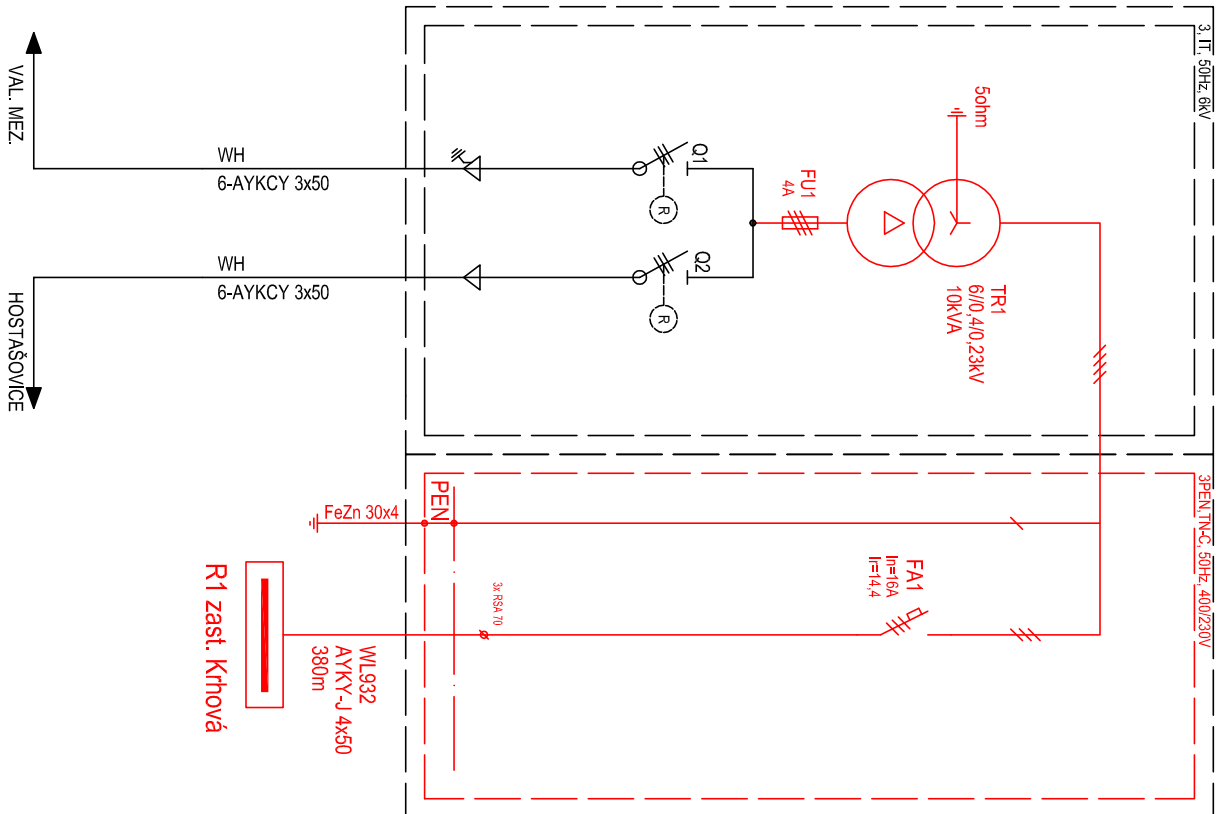 3, IT, 50Hz, 6kV
5ohm
VAL. MEZ.
WH
6-AYKCY 3x50
Q1
R
FU1
4A
WH
6-AYKCY 3x50
Q2
R
TR1
6//0,4/0,23kV
10kVA
HOSTAŠOVICE
3PEN,TN-C, 50Hz, 400/230V
PEN
FeZn 30x4
FA1
In=16A
Ir=14,4
3x RSA 70
R1 zast. Krhová
WL932
AYKY-J 4x50
380m